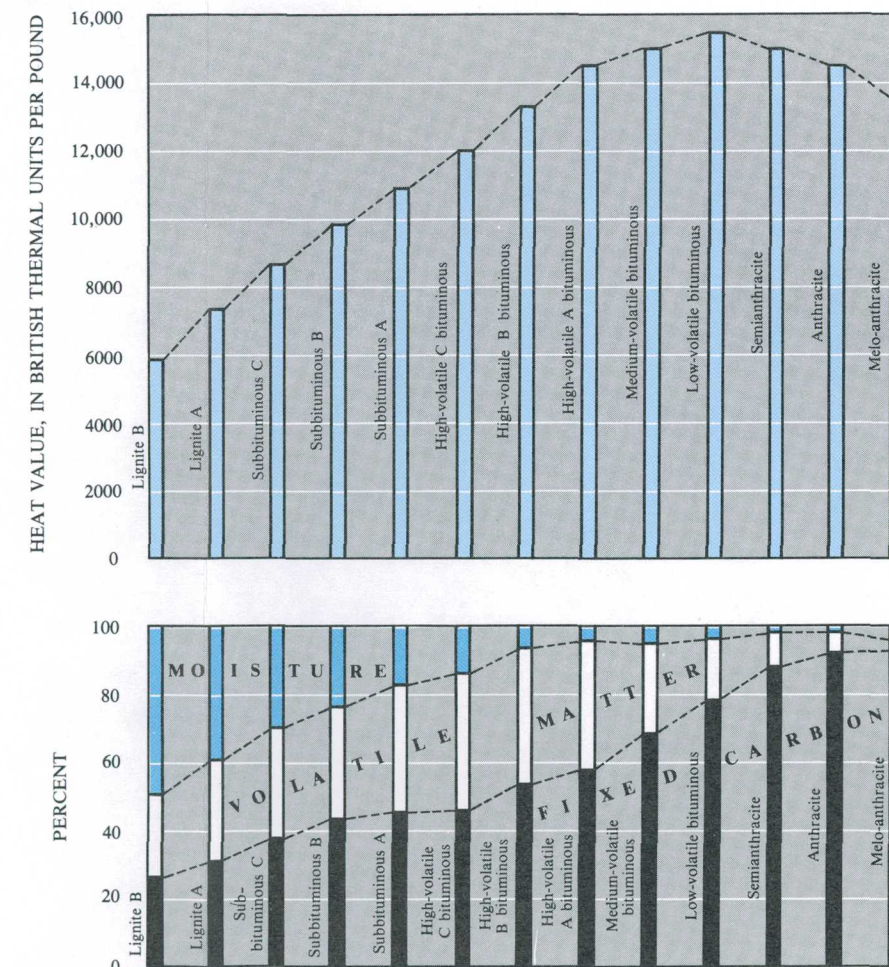 HEAT VALUE, IN BRITISH THERMAL UNITS PER POUND
16,000
14,000
12,000
10,000
8000
6000
4000
2000
0
Lignite B
Lignite A
Subbituminous C
Subbituminous B
Subbituminous A
High-volatile C bituminous
High-volatile B bituminous
High-volatile A bituminous
Medium-volatile bituminous
Low-volatile bituminous
Semianthracite
Anthracite
Melo-anthracite
PERCENT
100
80
60
40
20
0
MOISTURE
VOLATILE MATTER
FIXED CARBON
Lignite B
Lignite A
Sub-
bituminous C
Subbituminous B
Subbituminous A
High-volatile
C bituminous
High-volatile
B bituminous
High-volatile
A bituminous
Medium-volatile
bituminous
Low-volatile bituminous
Semianthracite
Anthracite
Melo-anthracite